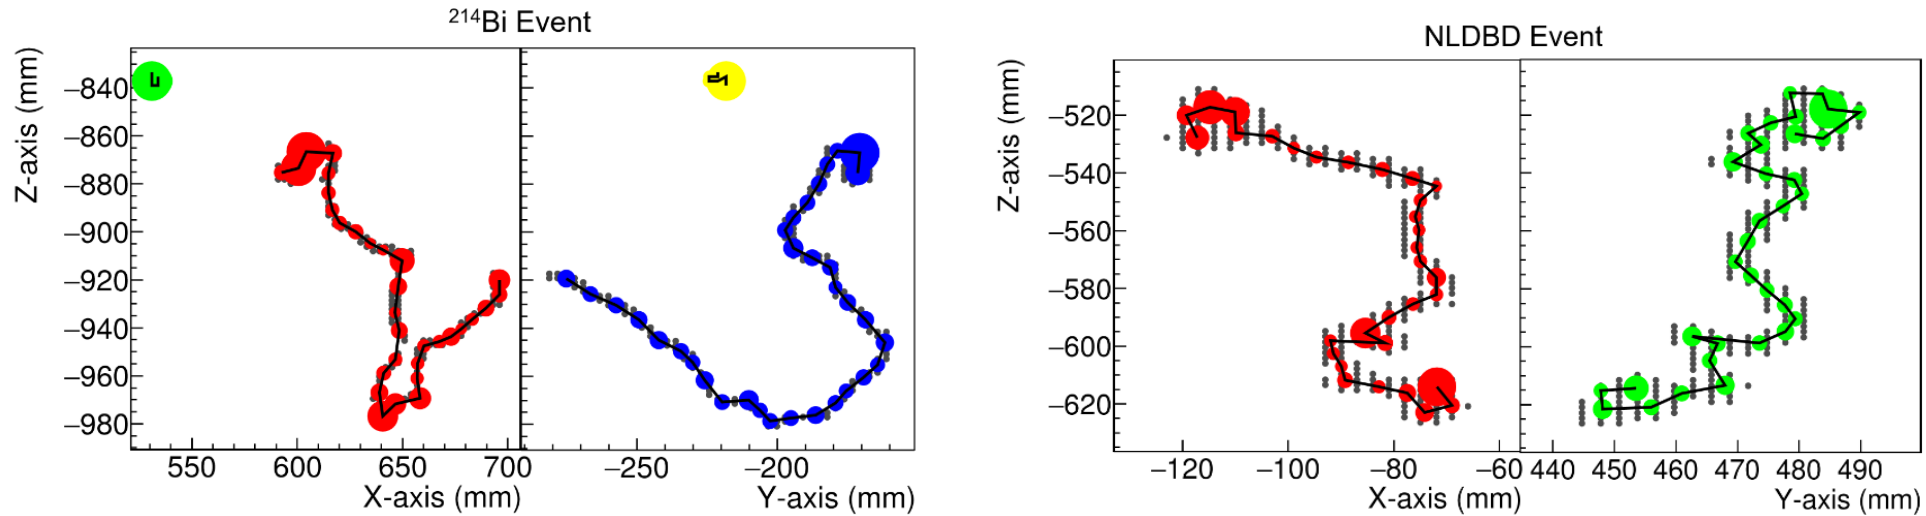 ²¹⁴Bi Event
Z-axis (mm)
−840
−860
−880
−900
−920
−940
−960
−980
550 600 650 700
X-axis (mm)
−250 −200
Y-axis (mm)
NLDBD Event
Z-axis (mm)
−520
−540
−560
−580
−600
−620
−120 −100 −80 −60
X-axis (mm)
440 450 460 470 480 490
Y-axis (mm)